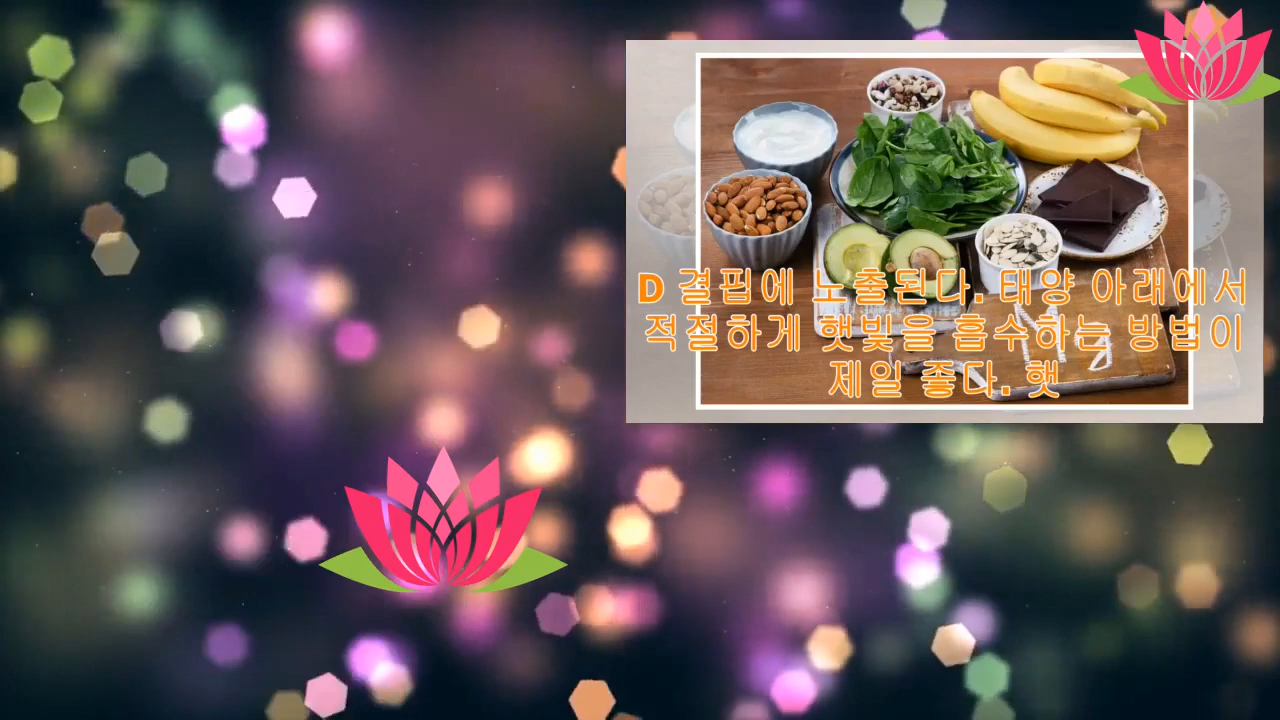 D 결핍에 노출된다. 태양 아래에서
적절하게 햇빛을 흡수하는 방법이
제일 좋다. 햇
Mg